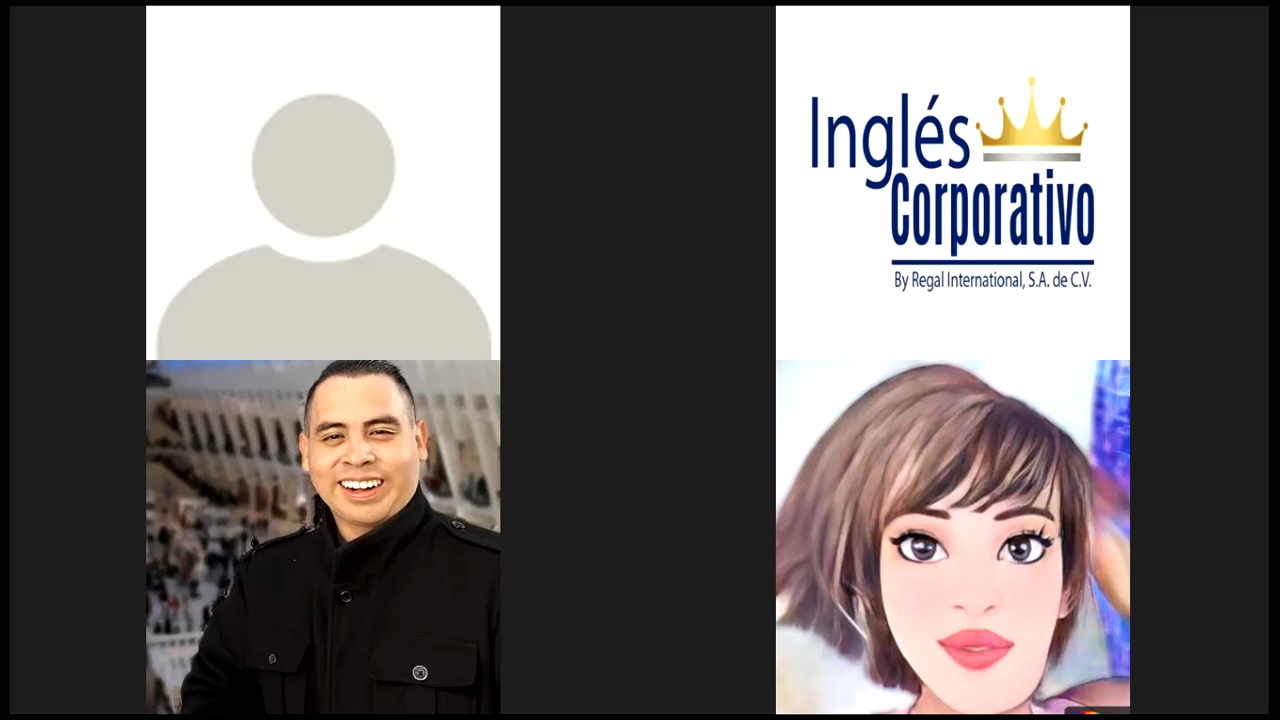 Inglés
Corporativo
By Regal International, S.A. de C.V.